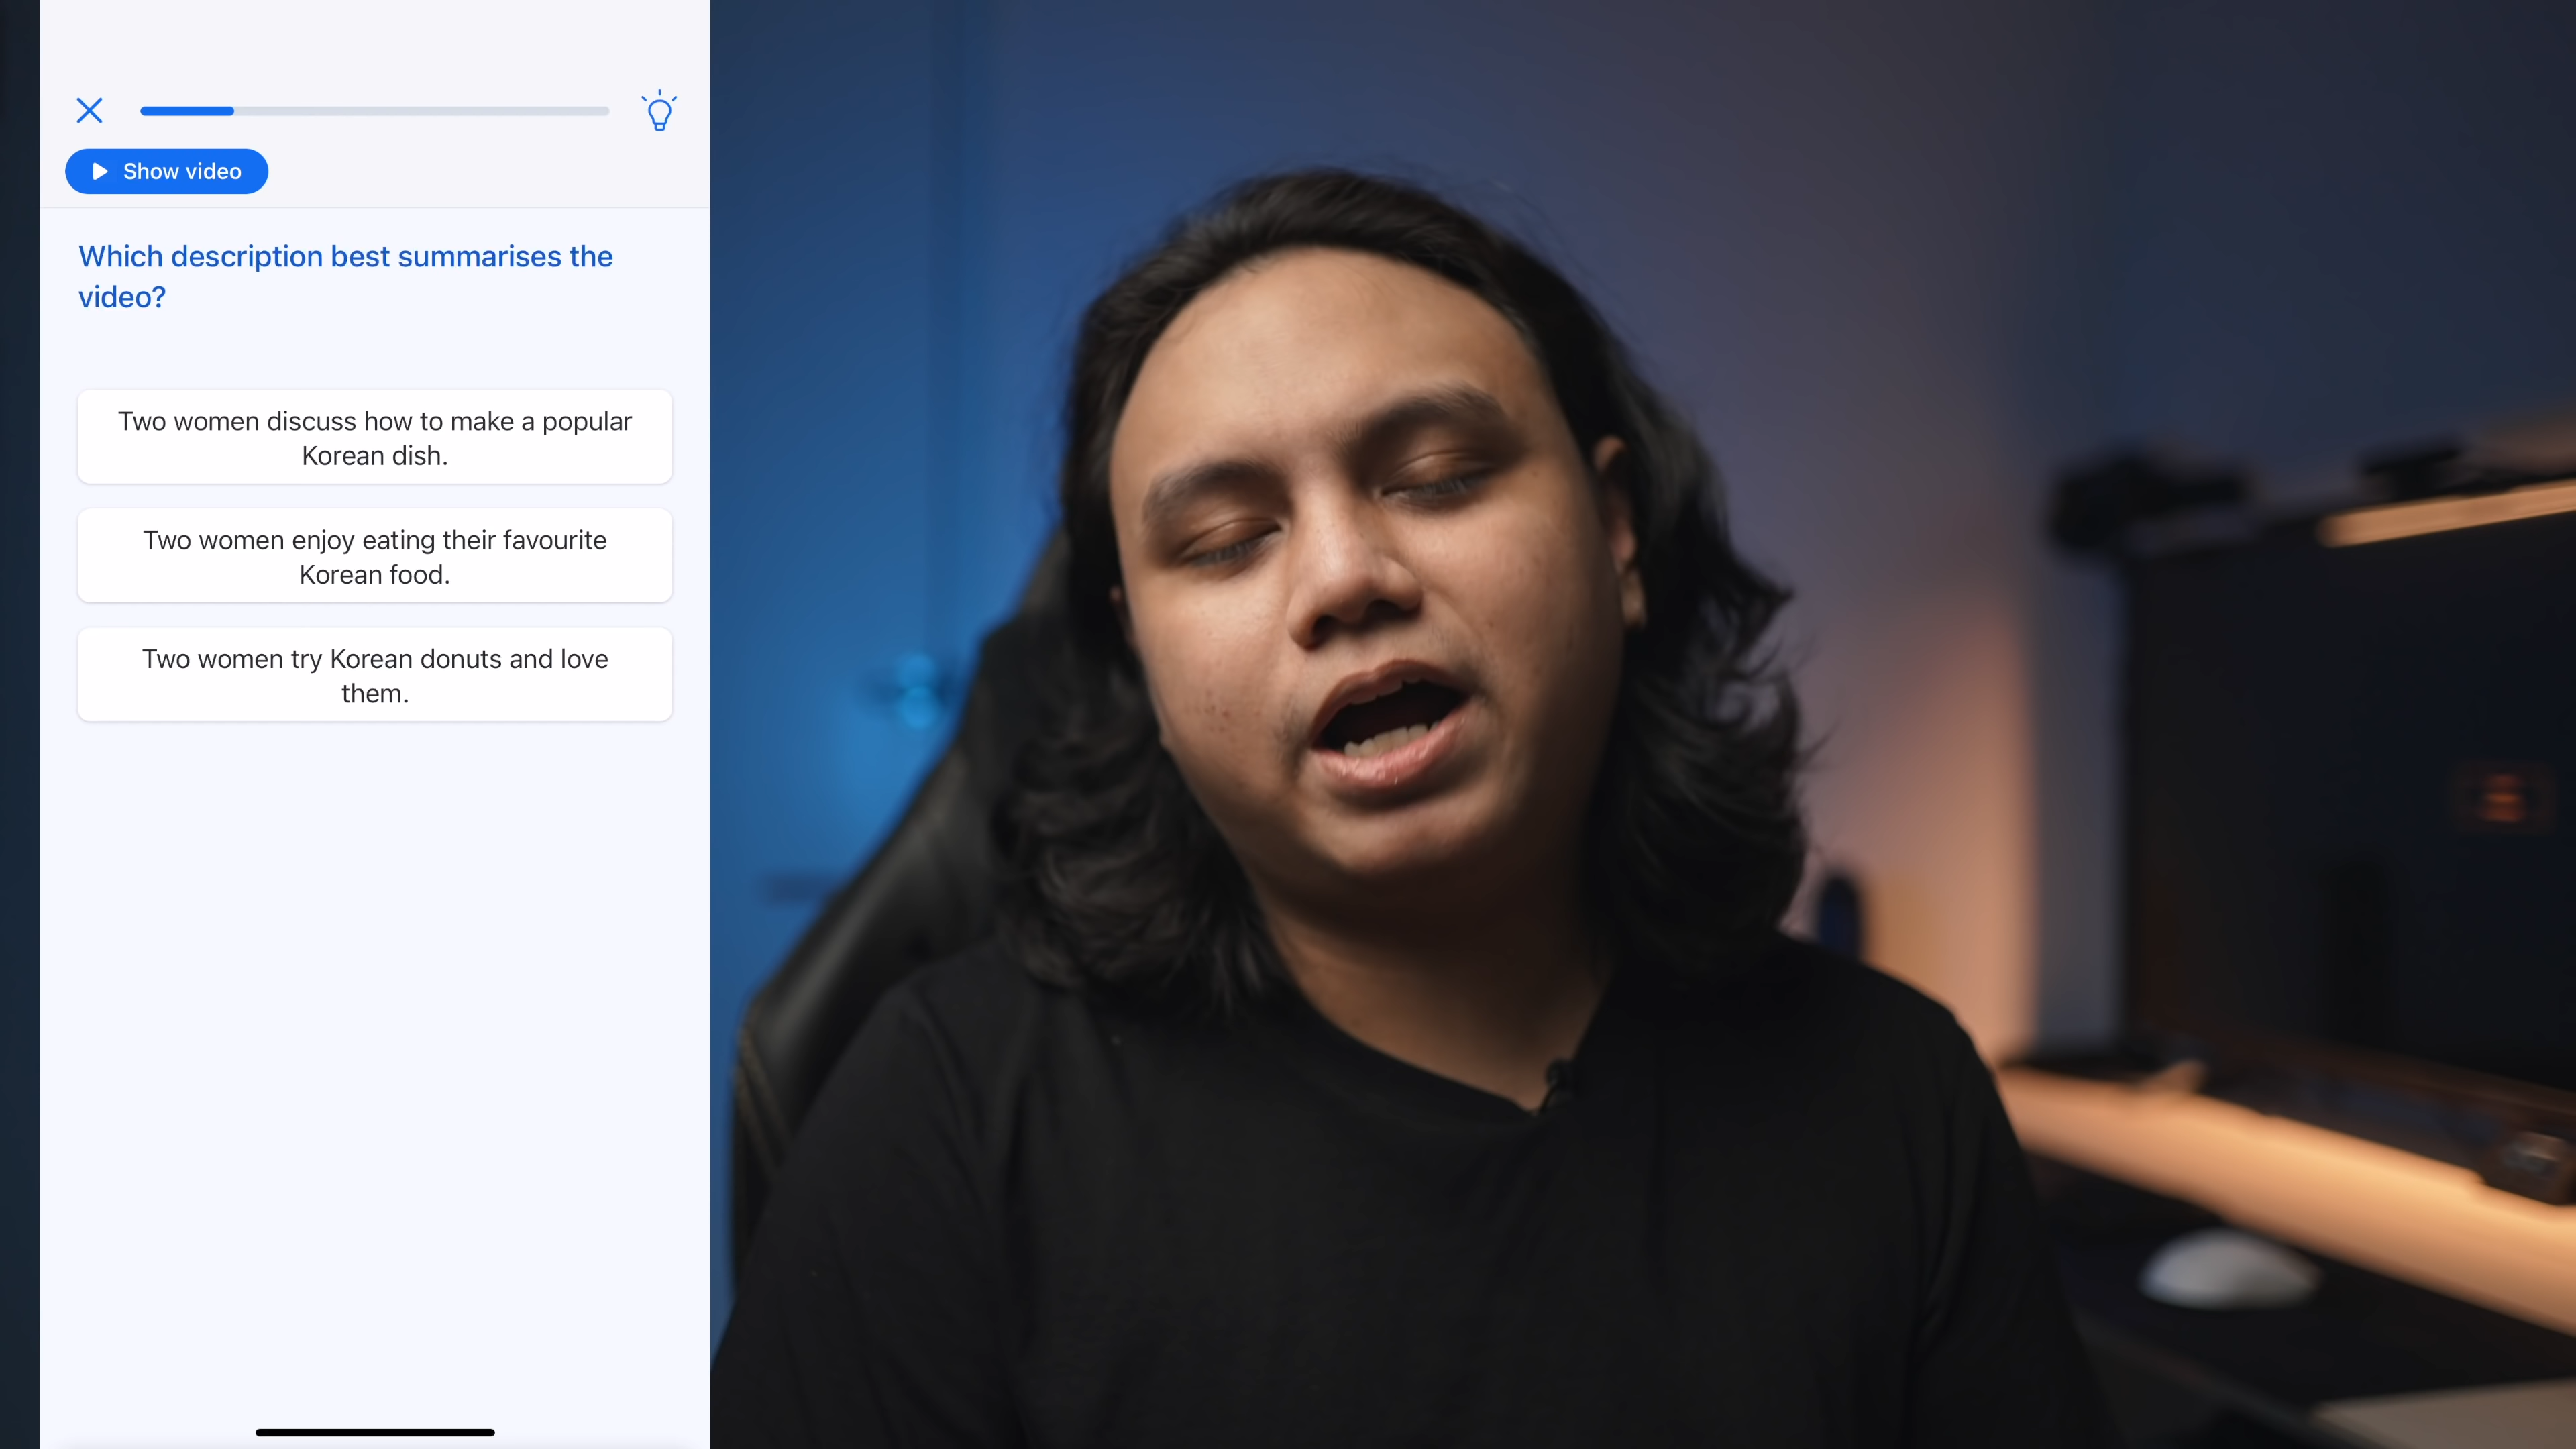 Show video
Which description best summarises the
video?
Two women discuss how to make a popular
Korean dish.
Two women enjoy eating their favourite
Korean food.
Two women try Korean donuts and love
them.